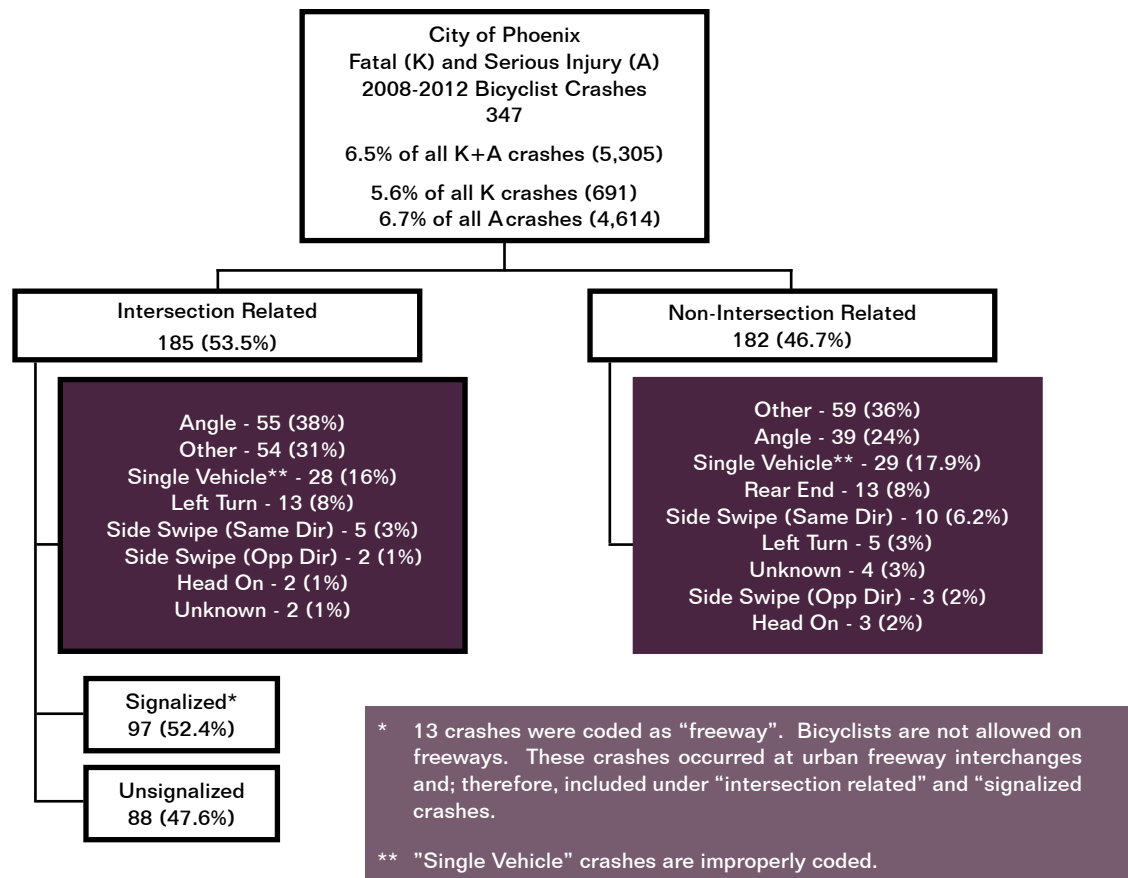 City of Phoenix
Fatal (K) and Serious Injury (A)
2008-2012 Bicyclist Crashes
347
6.5% of all K+A crashes (5,305)
5.6% of all K crashes (691)
6.7% of all A crashes (4,614)
Intersection Related
185 (53.5%)
Non-Intersection Related
182 (46.7%)
Angle - 55 (38%)
Other - 54 (31%)
Single Vehicle** - 28 (16%)
Left Turn - 13 (8%)
Side Swipe (Same Dir) - 5 (3%)
Side Swipe (Opp Dir) - 2 (1%)
Head On - 2 (1%)
Unknown - 2 (1%)
Other - 59 (36%)
Angle - 39 (24%)
Single Vehicle** - 29 (17.9%)
Rear End - 13 (8%)
Side Swipe (Same Dir) - 10 (6.2%)
Left Turn - 5 (3%)
Unknown - 4 (3%)
Side Swipe (Opp Dir) - 3 (2%)
Head On - 3 (2%)
Signalized*
97 (52.4%)
Unsignalized
88 (47.6%)
* 13 crashes were coded as “freeway”. Bicyclists are not allowed on
freeways. These crashes occurred at urban freeway interchanges
and; therefore, included under “intersection related” and “signalized
crashes.
** ”Single Vehicle” crashes are improperly coded.